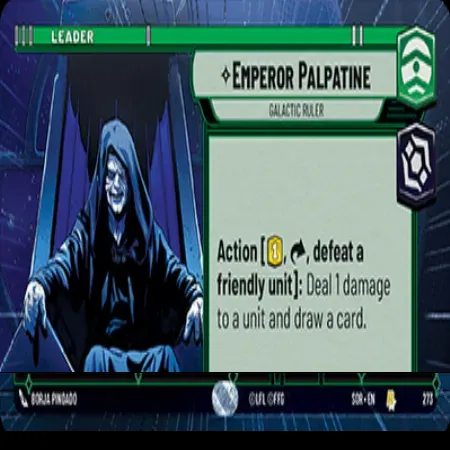 LEADER
✧EMPEROR PALPATINE
GALACTIC RULER
Action [1, , defeat a
friendly unit]: Deal 1 damage
to a unit and draw a card.
BORJA PINDADO
©LFL ©FFG
SOR • EN
273